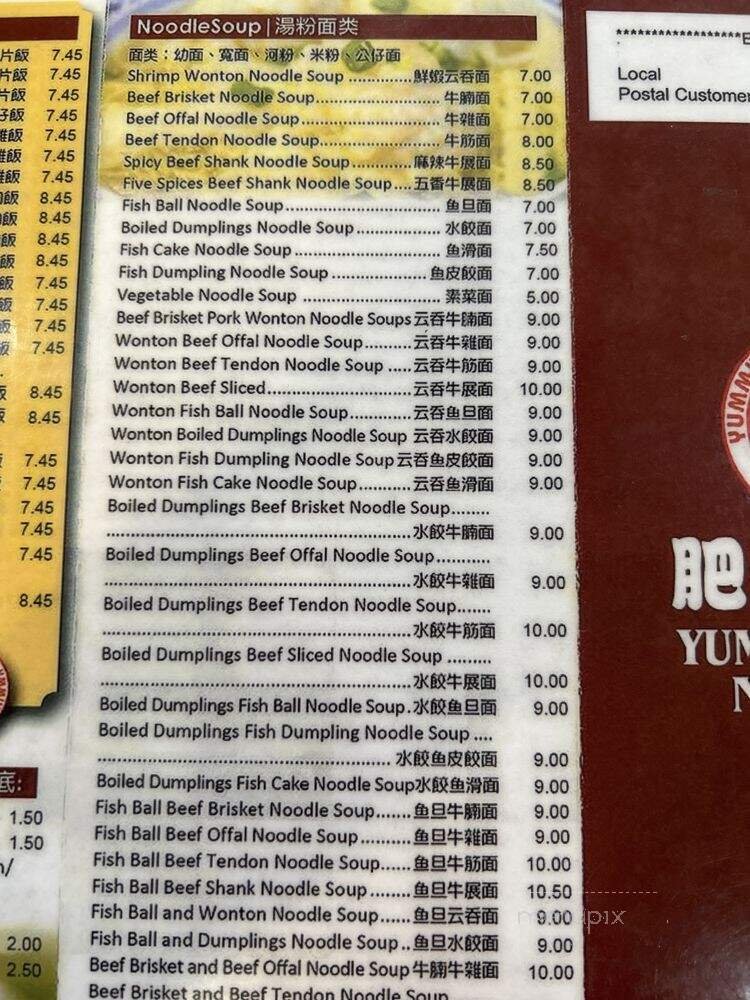 片飯 7.45
片飯 7.45
片飯 7.45
仔飯 7.45
雜飯 7.45
飯 7.45
飯 8.45
飯 8.45
飯 8.45
飯 8.45
飯 7.45
飯 7.45
飯 7.45
飯 7.45
8.45
8.45
7.45
7.45
7.45
7.45
7.45
8.45
底:
1.50
1.50
2.00
2.50
NoodleSoup | 湯粉面类
面类：幼面、寬面、河粉、米粉、公仔面
Shrimp Wonton Noodle Soup ............鮮蝦云吞面 7.00
Beef Brisket Noodle Soup....................... 牛腩面 7.00
Beef Offal Noodle Soup.......................... 牛雜面 7.00
Beef Tendon Noodle Soup...................... 牛筋面 8.00
Spicy Beef Shank Noodle Soup............麻辣牛展面 8.50
Five Spices Beef Shank Noodle Soup....五香牛展面 8.50
Fish Ball Noodle Soup............................. 鱼旦面 7.00
Boiled Dumplings Noodle Soup ............... 水餃面 7.00
Fish Cake Noodle Soup ........................... 鱼滑面 7.50
Fish Dumpling Noodle Soup ................. 鱼皮餃面 7.00
Vegetable Noodle Soup .......................... 素菜面 5.00
Beef Brisket Pork Wonton Noodle Soups云吞牛腩面 9.00
Wonton Beef Offal Noodle Soup..........云吞牛雜面 9.00
Wonton Beef Tendon Noodle Soup .....云吞牛筋面 9.00
Wonton Beef Sliced.............................云吞牛展面 10.00
Wonton Fish Ball Noodle Soup.............云吞鱼旦面 9.00
Wonton Boiled Dumplings Noodle Soup 云吞水餃面 9.00
Wonton Fish Dumpling Noodle Soup云吞鱼皮餃面 9.00
Wonton Fish Cake Noodle Soup...........云吞鱼滑面 9.00
Boiled Dumplings Beef Brisket Noodle Soup........
............................................................水餃牛腩面 9.00
Boiled Dumplings Beef Offal Noodle Soup...........
............................................................水餃牛雜面 9.00
Boiled Dumplings Beef Tendon Noodle Soup.......
............................................................水餃牛筋面 10.00
Boiled Dumplings Beef Sliced Noodle Soup .........
............................................................水餃牛展面 10.00
Boiled Dumplings Fish Ball Noodle Soup.水餃鱼旦面 9.00
Boiled Dumplings Fish Dumpling Noodle Soup ....
......................................................... 水餃鱼皮餃面 9.00
Boiled Dumplings Fish Cake Noodle Soup水餃鱼滑面 9.00
Fish Ball Beef Brisket Noodle Soup.......鱼旦牛腩面 9.00
Fish Ball Beef Offal Noodle Soup..........鱼旦牛雜面 9.00
Fish Ball Beef Tendon Noodle Soup......鱼旦牛筋面 10.00
Fish Ball Beef Shank Noodle Soup........鱼旦牛展面 10.50
Fish Ball and Wonton Noodle Soup......鱼旦云吞面 9.00
Fish Ball and Dumplings Noodle Soup ..鱼旦水餃面 9.00
Beef Brisket and Beef Offal Noodle Soup 牛腩牛雜面 10.00
Beef Brisket and Beef Tendon Noodle Soup
Local
Postal Customer
肥
YUM
N